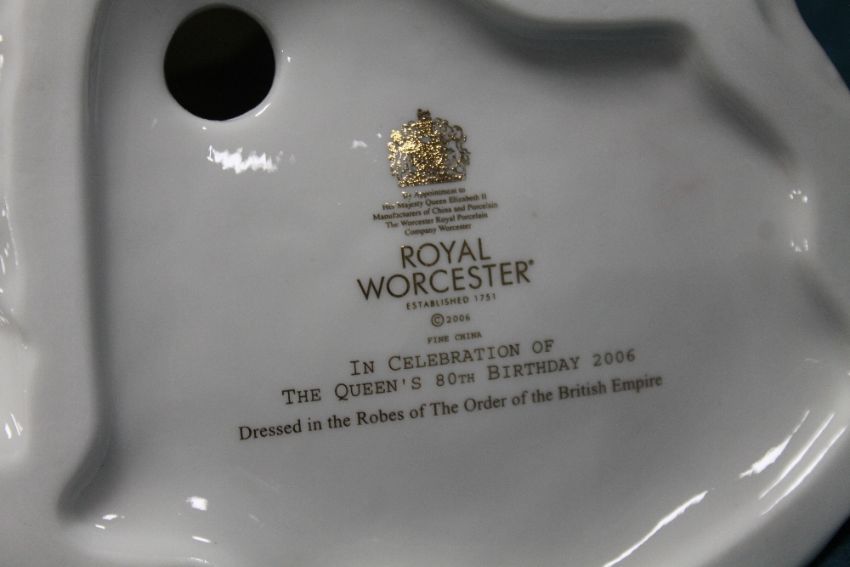 By Appointment to
Her Majesty Queen Elizabeth II
Manufacturers of China and Porcelain
The Worcester Royal Porcelain
Company Worcester
ROYAL
WORCESTER®
ESTABLISHED 1751
©2006
FINE CHINA
IN CELEBRATION OF
THE QUEEN'S 80TH BIRTHDAY 2006
Dressed in the Robes of The Order of the British Empire